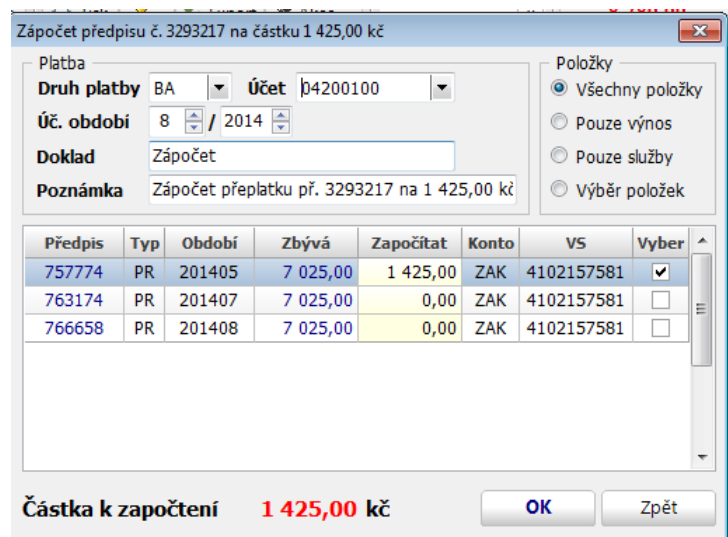 Zápočet předpisu č. 3293217 na částku 1 425,00 kč
Platba
Druh platby BA Účet 04200100
Úč. období 8 / 2014
Doklad Zápočet
Poznámka Zápočet přeplatku př. 3293217 na 1 425,00 kč
Položky
Všechny položky
Pouze výnos
Pouze služby
Výběr položek
Předpis Typ Období Zbývá Započítat Konto VS Vyber
757774 PR 201405 7 025,00 1 425,00 ZAK 4102157581
763174 PR 201407 7 025,00 0,00 ZAK 4102157581
766658 PR 201408 7 025,00 0,00 ZAK 4102157581
Částka k započtení 1 425,00 kč OK Zpět